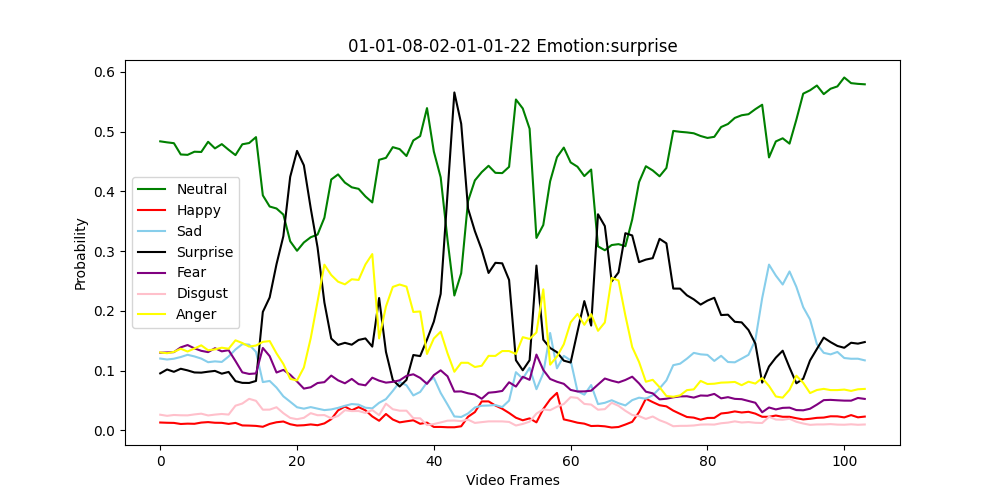 01-01-08-02-01-01-22 Emotion:surprise
Probability
0.6
0.5
0.4
0.3
0.2
0.1
0.0
Neutral
Happy
Sad
Surprise
Fear
Disgust
Anger
0 20 40 60 80 100
Video Frames